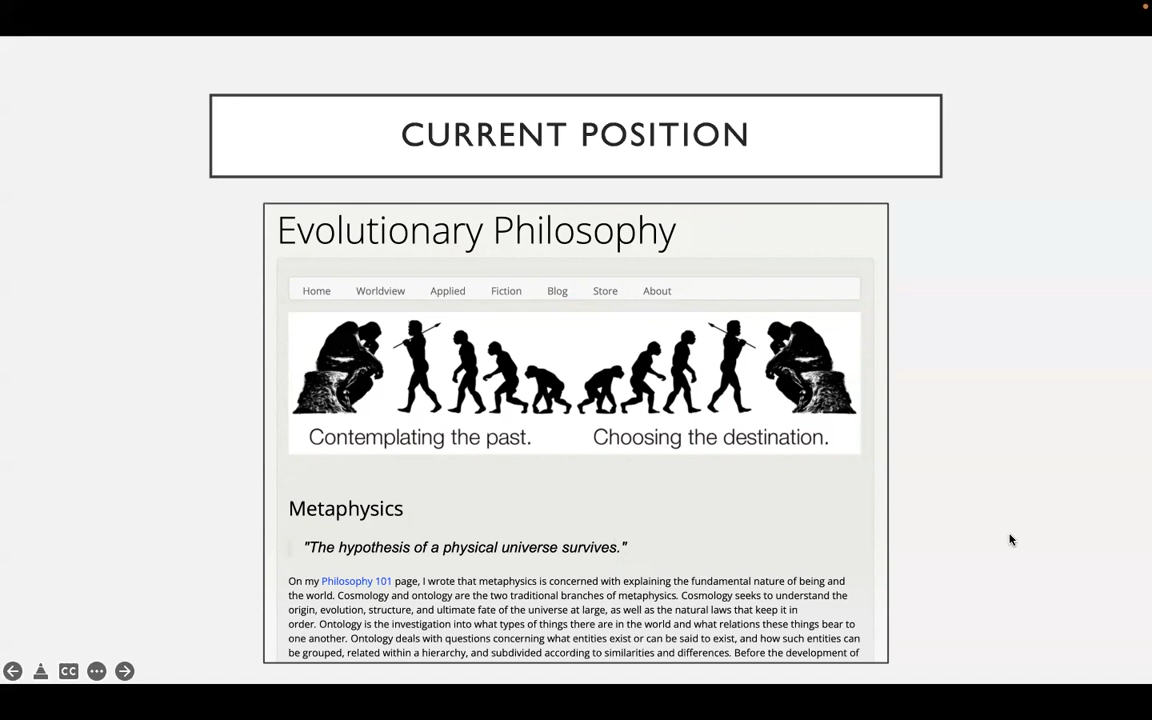 CURRENT POSITION
Evolutionary Philosophy
Home Worldview Applied Fiction Blog Store About
Contemplating the past. Choosing the destination.
Metaphysics
"The hypothesis of a physical universe survives."
On my Philosophy 101 page, I wrote that metaphysics is concerned with explaining the fundamental nature of being and
the world. Cosmology and ontology are the two traditional branches of metaphysics. Cosmology seeks to understand the
origin, evolution, structure, and ultimate fate of the universe at large, as well as the natural laws that keep it in
order. Ontology is the investigation into what types of things there are in the world and what relations these things bear to
one another. Ontology deals with questions concerning what entities exist or can be said to exist, and how such entities can
be grouped, related within a hierarchy, and subdivided according to similarities and differences. Before the development of
CC